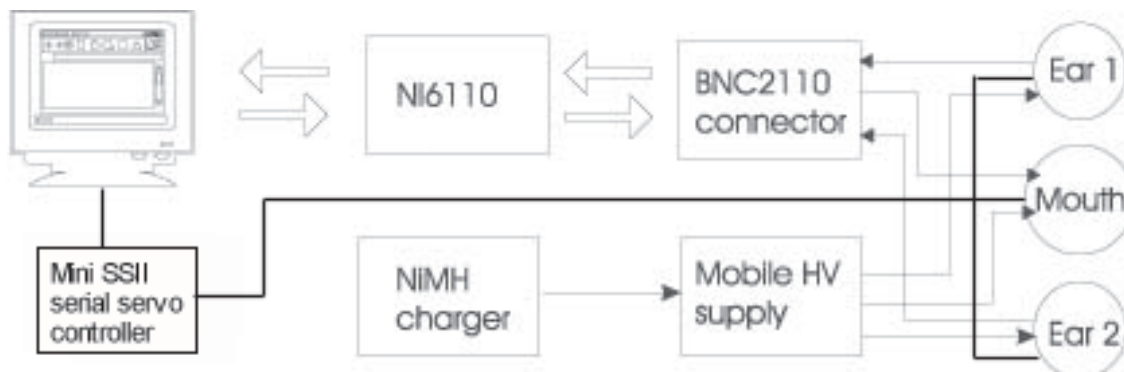 NI6110
BNC2110
connector
Ear 1
Mouth
Mini SSII
serial servo
controller
NiMH
charger
Mobile HV
supply
Ear 2